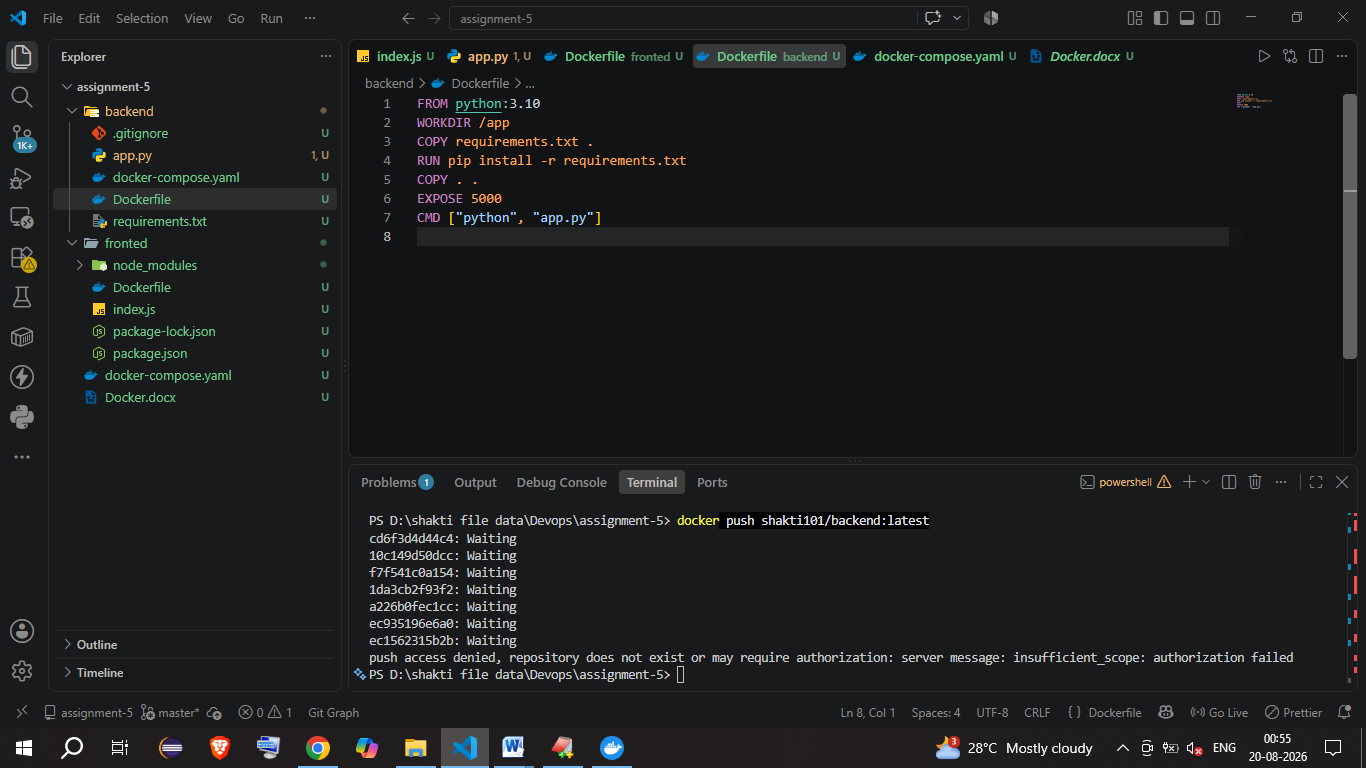 File Edit Selection View Go Run ··· assignment-5
Explorer ···
assignment-5
backend
.gitignore U
app.py 1, U
docker-compose.yaml U
Dockerfile U
requirements.txt U
fronted
node_modules
Dockerfile U
index.js U
package-lock.json U
package.json U
docker-compose.yaml U
Docker.docx U
Outline
Timeline
1K+
index.js U app.py 1, U Dockerfile fronted U Dockerfile backend U docker-compose.yaml U Docker.docx U
backend > Dockerfile > ...
1 FROM python:3.10
2 WORKDIR /app
3 COPY requirements.txt .
4 RUN pip install -r requirements.txt
5 COPY . .
6 EXPOSE 5000
7 CMD ["python", "app.py"]
8
Problems 1 Output Debug Console Terminal Ports powershell
PS D:\shakti file data\Devops\assignment-5> docker push shakti101/backend:latest
cd6f3d4d44c4: Waiting
10c149d50dcc: Waiting
f7f541c0a154: Waiting
1da3cb2f93f2: Waiting
a226b0fec1cc: Waiting
ec935196e6a0: Waiting
ec1562315b2b: Waiting
push access denied, repository does not exist or may require authorization: server message: insufficient_scope: authorization failed
PS D:\shakti file data\Devops\assignment-5>
assignment-5 master* 0 1 Git Graph Ln 8, Col 1 Spaces: 4 UTF-8 CRLF { } Dockerfile Go Live Prettier
3 28°C Mostly cloudy ENG 00:55
20-08-2026